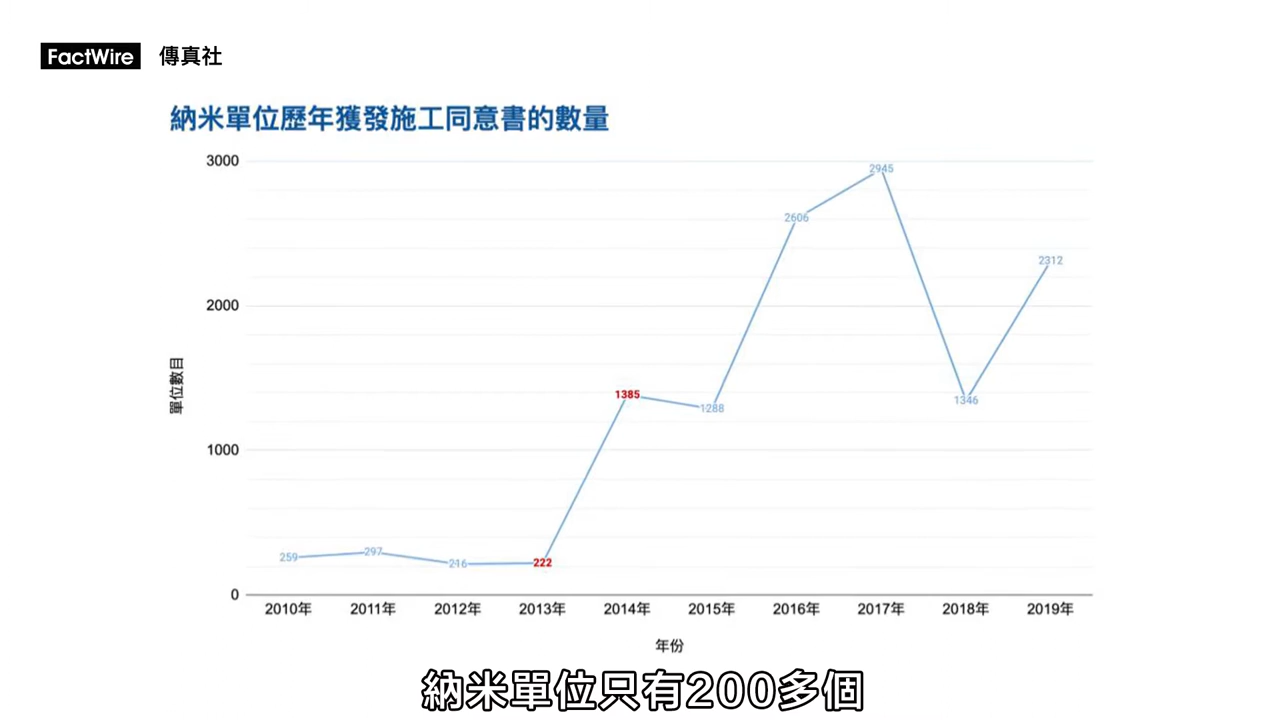 FactWire 傳真社
納米單位歷年獲發施工同意書的數量
3000
2945
2606
2312
2000
單位數目
1385
1288
1346
1000
259
297
216
222
0
2010年 2011年 2012年 2013年 2014年 2015年 2016年 2017年 2018年 2019年
年份
納米單位只有200多個